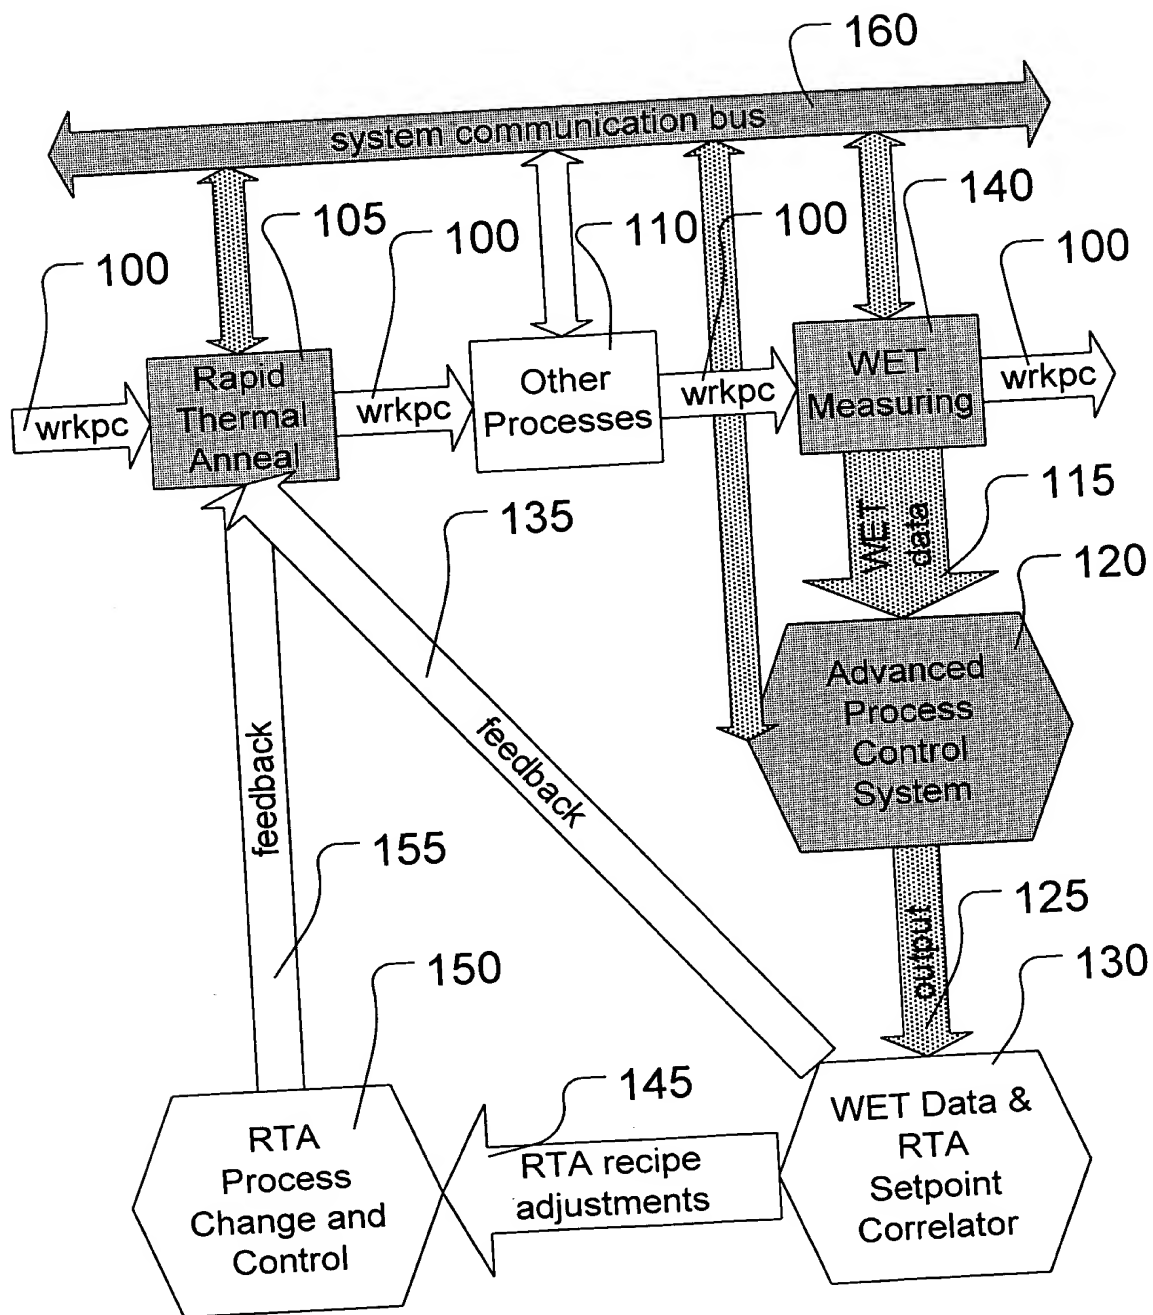 160
system communication bus
105
100
110
100
140
100
100
wrkpc
Rapid
Thermal
Anneal
wrkpc
Other
Processes
wrkpc
WET
Measuring
wrkpc
135
WET
data
115
120
Advanced
Process
Control
System
feedback
feedback
155
output
125
150
130
145
RTA
Process
Change and
Control
RTA recipe
adjustments
WET Data &
RTA
Setpoint
Correlator